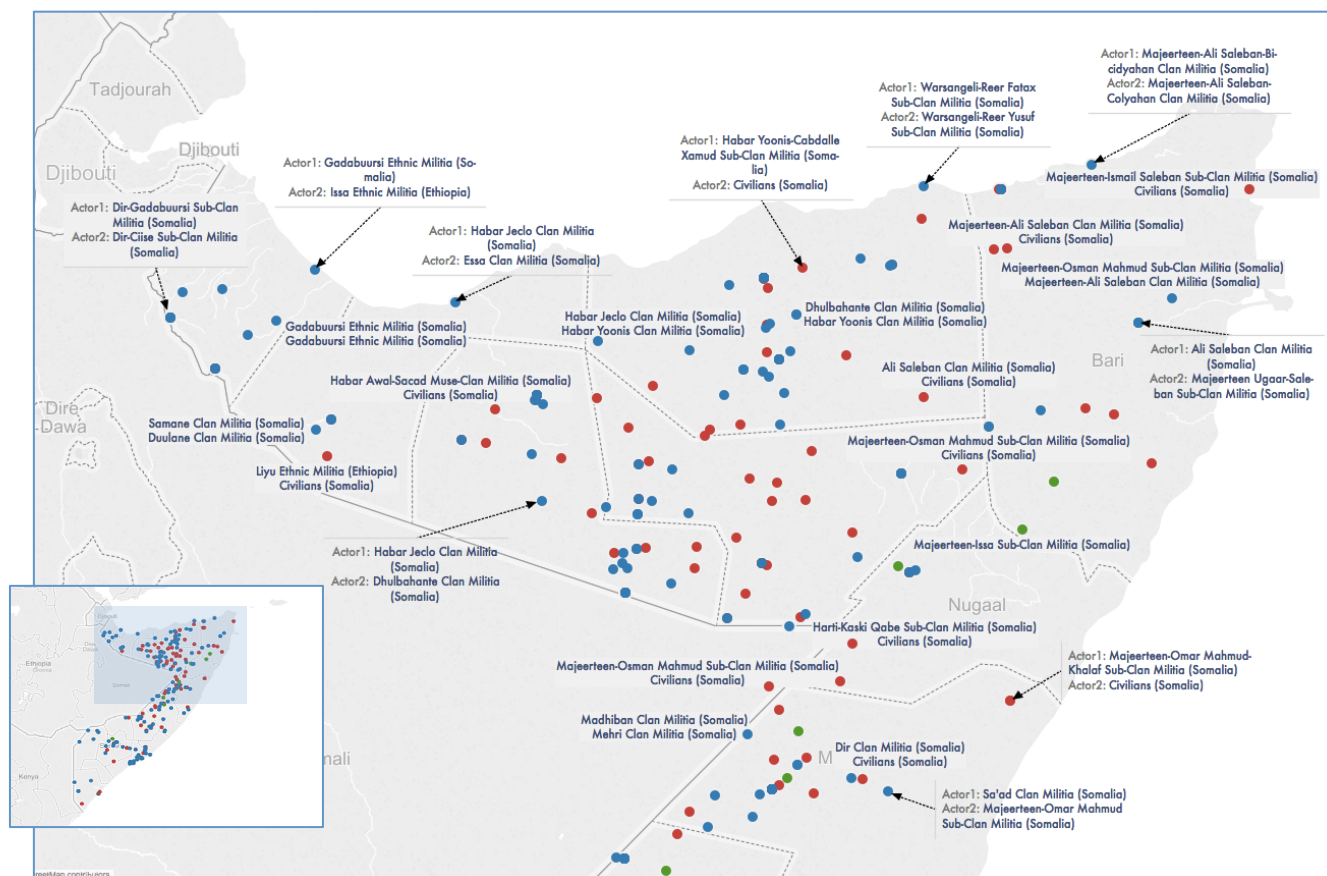 Tadjourah
Djibouti
Djibouti
Actor1: Dir-Gadabuursi Sub-Clan
Militia (Somalia)
Actor2: Dir-Ciise Sub-Clan Militia
(Somalia)
Actor1: Gadabuursi Ethnic Militia (So-
malia)
Actor2: Issa Ethnic Militia (Ethiopia)
Actor1: Habar Jeclo Clan Militia
(Somalia)
Actor2: Essa Clan Militia (Somalia)
Actor1: Habar Yoonis-Cabdalle
Xamud Sub-Clan Militia (Soma-
lia)
Actor2: Civilians (Somalia)
Actor1: Warsangeli-Reer Fatax
Sub-Clan Militia (Somalia)
Actor2: Warsangeli-Reer Yusuf
Sub-Clan Militia (Somalia)
Actor1: Majeerteen-Ali Saleban-Bi-
cidyahan Clan Militia (Somalia)
Actor2: Majeerteen-Ali Saleban-
Colyahan Clan Militia (Somalia)
Majeerteen-Ismail Saleban Sub-Clan Militia (Somalia)
Civilians (Somalia)
Majeerteen-Ali Saleban Clan Militia (Somalia)
Civilians (Somalia)
Majeerteen-Osman Mahmud Sub-Clan Militia (Somalia)
Majeerteen-Ali Saleban Clan Militia (Somalia)
Gadabuursi Ethnic Militia (Somalia)
Gadabuursi Ethnic Militia (Somalia)
Habar Jeclo Clan Militia (Somalia)
Habar Yoonis Clan Militia (Somalia)
Dhulbahante Clan Militia (Somalia)
Habar Yoonis Clan Militia (Somalia)
Bari
Actor1: Ali Saleban Clan Militia
(Somalia)
Actor2: Majeerteen Ugaar-Sale-
ban Sub-Clan Militia (Somalia)
Habar Awal-Sacad Muse-Clan Militia (Somalia)
Civilians (Somalia)
Ali Saleban Clan Militia (Somalia)
Civilians (Somalia)
Dire
Dawa
Samane Clan Militia (Somalia)
Duulane Clan Militia (Somalia)
Majeerteen-Osman Mahmud Sub-Clan Militia (Somalia)
Civilians (Somalia)
Liyu Ethnic Militia (Ethiopia)
Civilians (Somalia)
Actor1: Habar Jeclo Clan Militia
(Somalia)
Actor2: Dhulbahante Clan Militia
(Somalia)
Majeerteen-Issa Sub-Clan Militia (Somalia)
Nugaal
Harti-Kaski Qabe Sub-Clan Militia (Somalia)
Civilians (Somalia)
Majeerteen-Osman Mahmud Sub-Clan Militia (Somalia)
Civilians (Somalia)
Actor1: Majeerteen-Omar Mahmud-
Khalaf Sub-Clan Militia (Somalia)
Actor2: Civilians (Somalia)
Madhiban Clan Militia (Somalia)
Mehri Clan Militia (Somalia)
M
Dir Clan Militia (Somalia)
Civilians (Somalia)
mali
Actor1: Sa'ad Clan Militia (Somalia)
Actor2: Majeerteen-Omar Mahmud
Sub-Clan Militia (Somalia)
Ethiopia
Kenya
reetMap contributors